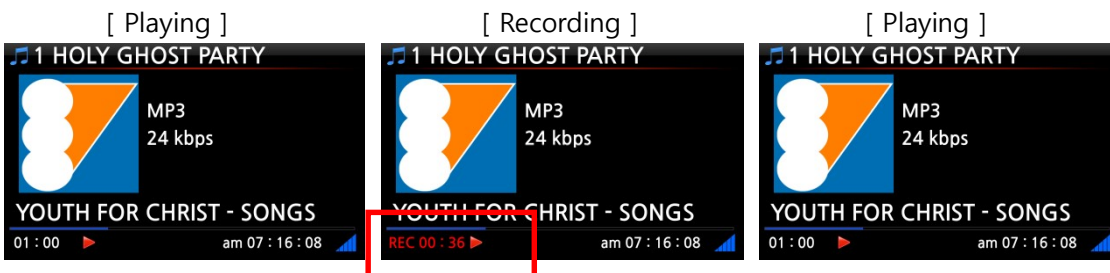 [ Playing ]
1 HOLY GHOST PARTY
MP3
24 kbps
YOUTH FOR CHRIST - SONGS
01 : 00 am 07 : 16 : 08
[ Recording ]
1 HOLY GHOST PARTY
MP3
24 kbps
YOUTH FOR CHRIST - SONGS
REC 00 : 36 am 07 : 16 : 08
[ Playing ]
1 HOLY GHOST PARTY
MP3
24 kbps
YOUTH FOR CHRIST - SONGS
01 : 00 am 07 : 16 : 08